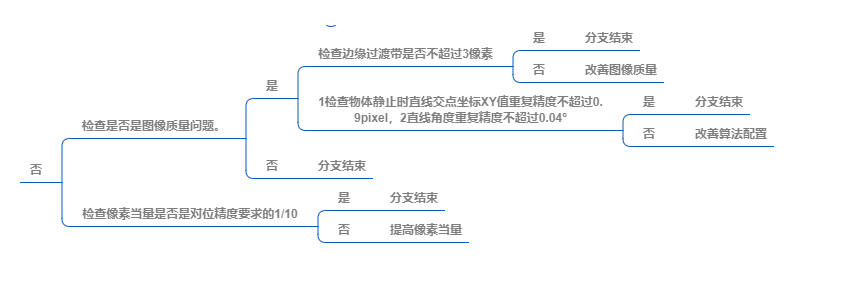 否
检查是否是图像质量问题。
是
检查边缘过渡带是否不超过3像素
是
分支结束
否
改善图像质量
1检查物体静止时直线交点坐标XY值重复精度不超过0.
9pixel，2直线角度重复精度不超过0.04°
是
分支结束
否
改善算法配置
否
分支结束
检查像素当量是否是对位精度要求的1/10
是
分支结束
否
提高像素当量